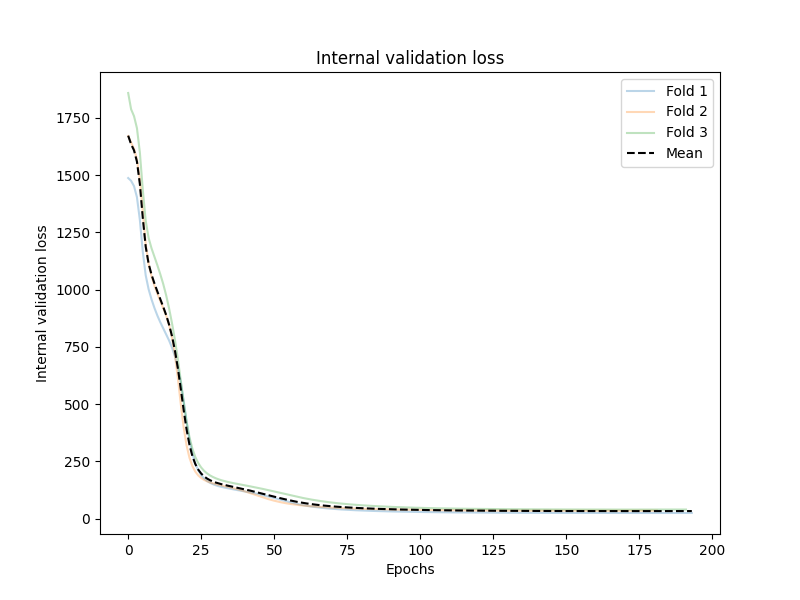 Internal validation loss
Fold 1
Fold 2
Fold 3
Mean
Internal validation loss
1750
1500
1250
1000
750
500
250
0
0 25 50 75 100 125 150 175 200
Epochs